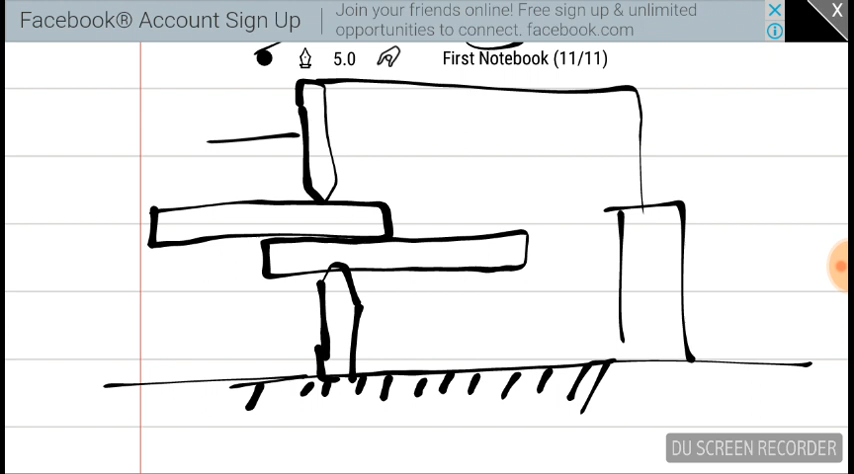 Facebook® Account Sign Up
Join your friends online! Free sign up & unlimited
opportunities to connect. facebook.com
X
5.0
First Notebook (11/11)
DU SCREEN RECORDER